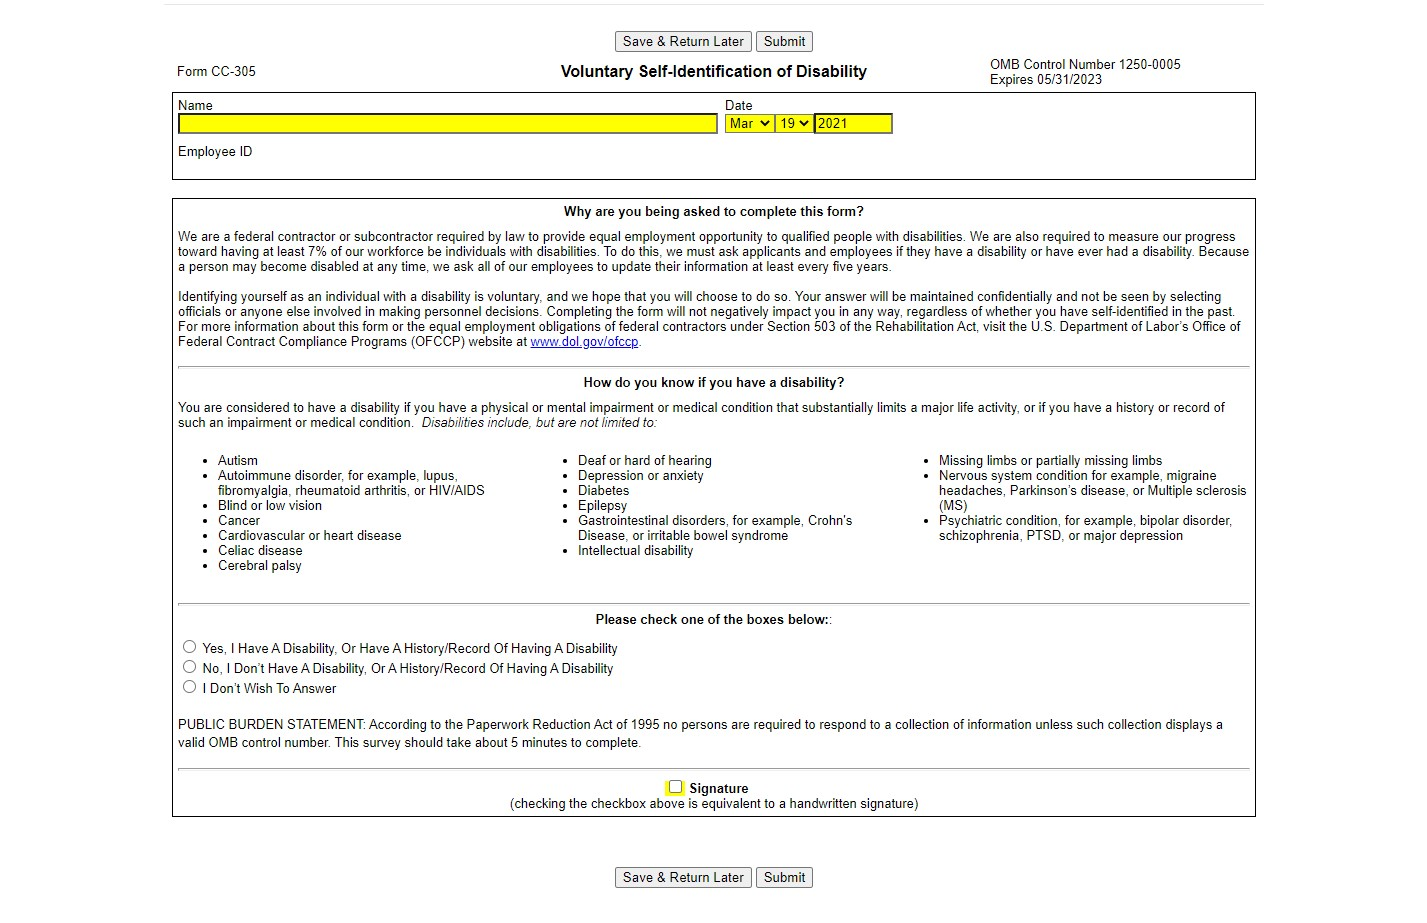 Save & Return Later Submit
Form CC-305
Voluntary Self-Identification of Disability
OMB Control Number 1250-0005
Expires 05/31/2023
Name
Date
Mar 19 2021
Employee ID
Why are you being asked to complete this form?
We are a federal contractor or subcontractor required by law to provide equal employment opportunity to qualified people with disabilities. We are also required to measure our progress
toward having at least 7% of our workforce be individuals with disabilities. To do this, we must ask applicants and employees if they have a disability or have ever had a disability. Because
a person may become disabled at any time, we ask all of our employees to update their information at least every five years.
Identifying yourself as an individual with a disability is voluntary, and we hope that you will choose to do so. Your answer will be maintained confidentially and not be seen by selecting
officials or anyone else involved in making personnel decisions. Completing the form will not negatively impact you in any way, regardless of whether you have self-identified in the past.
For more information about this form or the equal employment obligations of federal contractors under Section 503 of the Rehabilitation Act, visit the U.S. Department of Labor's Office of
Federal Contract Compliance Programs (OFCCP) website at www.dol.gov/ofccp.
How do you know if you have a disability?
You are considered to have a disability if you have a physical or mental impairment or medical condition that substantially limits a major life activity, or if you have a history or record of
such an impairment or medical condition. Disabilities include, but are not limited to:
• Autism
• Autoimmune disorder, for example, lupus,
fibromyalgia, rheumatoid arthritis, or HIV/AIDS
• Blind or low vision
• Cancer
• Cardiovascular or heart disease
• Celiac disease
• Cerebral palsy
• Deaf or hard of hearing
• Depression or anxiety
• Diabetes
• Epilepsy
• Gastrointestinal disorders, for example, Crohn's
Disease, or irritable bowel syndrome
• Intellectual disability
• Missing limbs or partially missing limbs
• Nervous system condition for example, migraine
headaches, Parkinson's disease, or Multiple sclerosis
(MS)
• Psychiatric condition, for example, bipolar disorder,
schizophrenia, PTSD, or major depression
Please check one of the boxes below::
Yes, I Have A Disability, Or Have A History/Record Of Having A Disability
No, I Don't Have A Disability, Or A History/Record Of Having A Disability
I Don't Wish To Answer
PUBLIC BURDEN STATEMENT: According to the Paperwork Reduction Act of 1995 no persons are required to respond to a collection of information unless such collection displays a
valid OMB control number. This survey should take about 5 minutes to complete.
Signature
(checking the checkbox above is equivalent to a handwritten signature)
Save & Return Later Submit